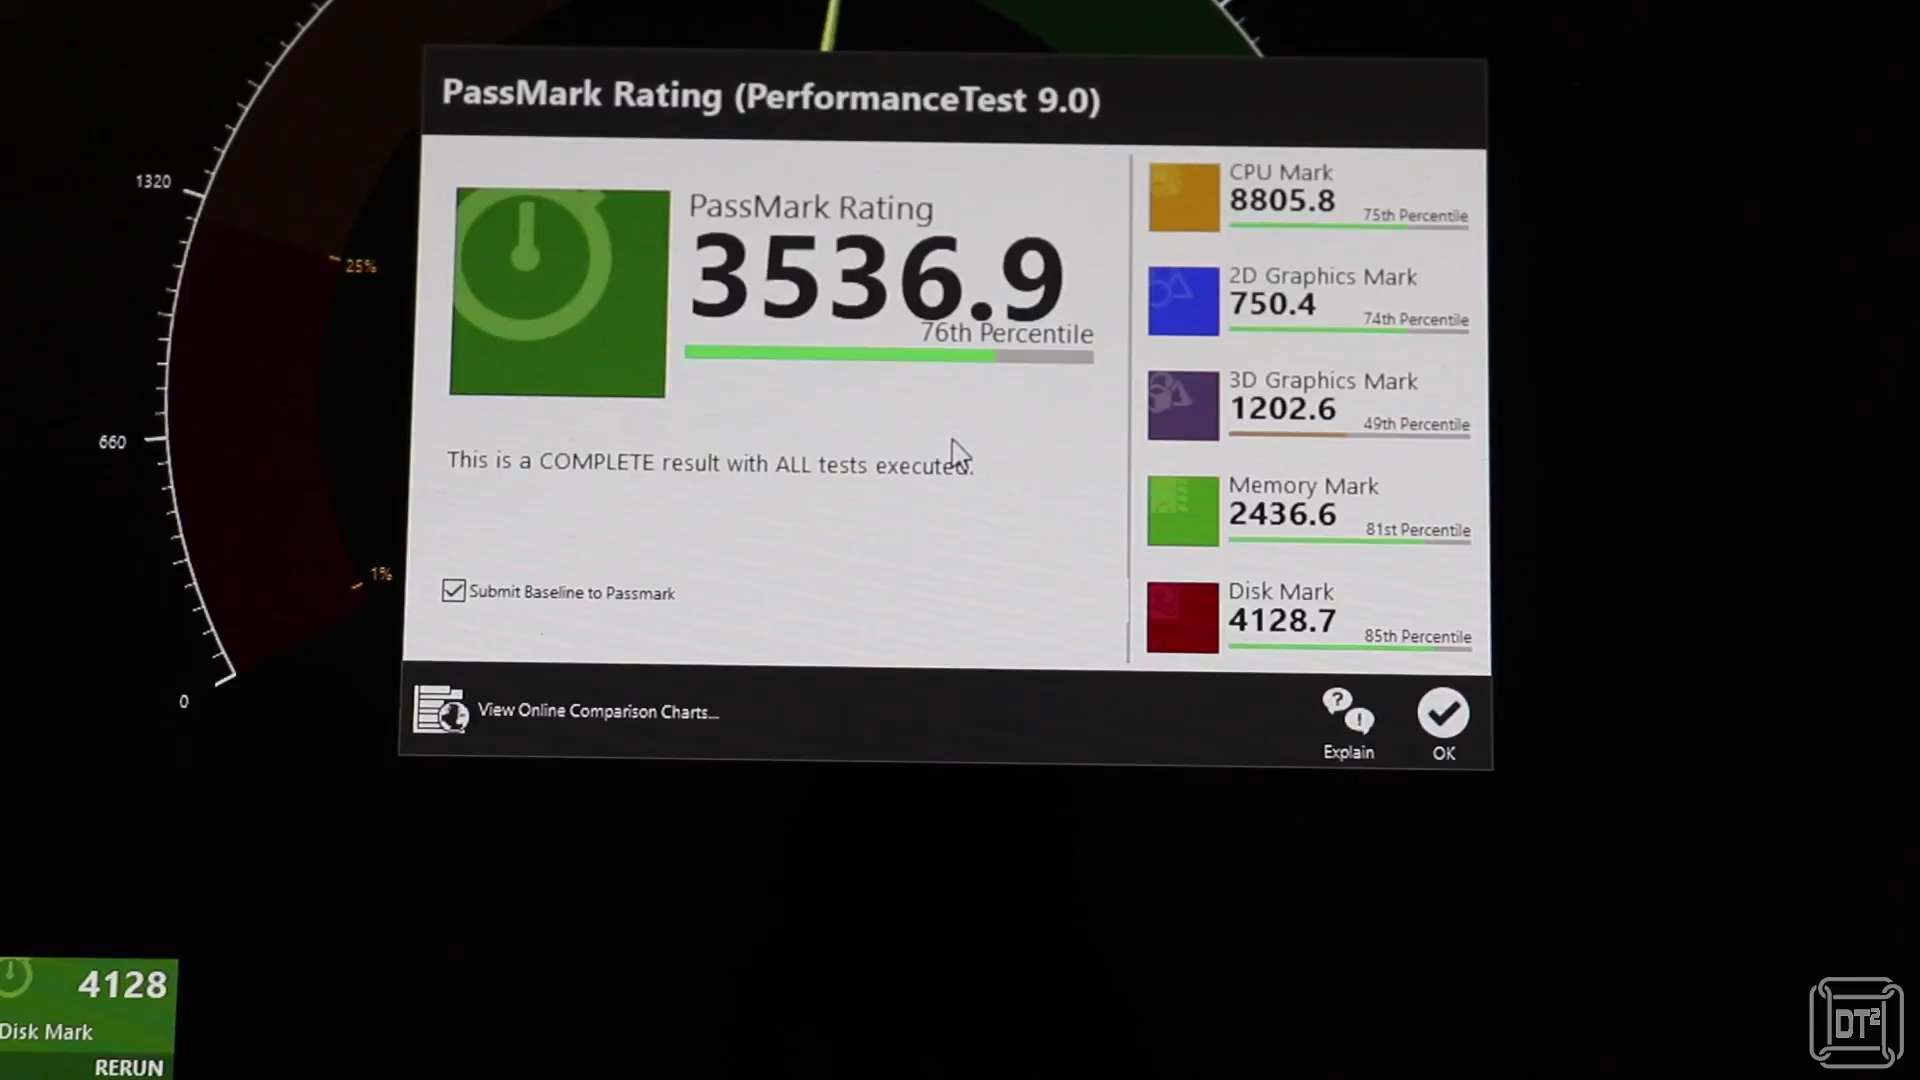 PassMark Rating (PerformanceTest 9.0)
1320
25%
660
1%
0
PassMark Rating
3536.9
76th Percentile
This is a COMPLETE result with ALL tests executed.
Submit Baseline to Passmark
CPU Mark
8805.8
75th Percentile
2D Graphics Mark
750.4
74th Percentile
3D Graphics Mark
1202.6
49th Percentile
Memory Mark
2436.6
81st Percentile
Disk Mark
4128.7
85th Percentile
View Online Comparison Charts...
Explain
OK
4128
Disk Mark
RERUN
DT²